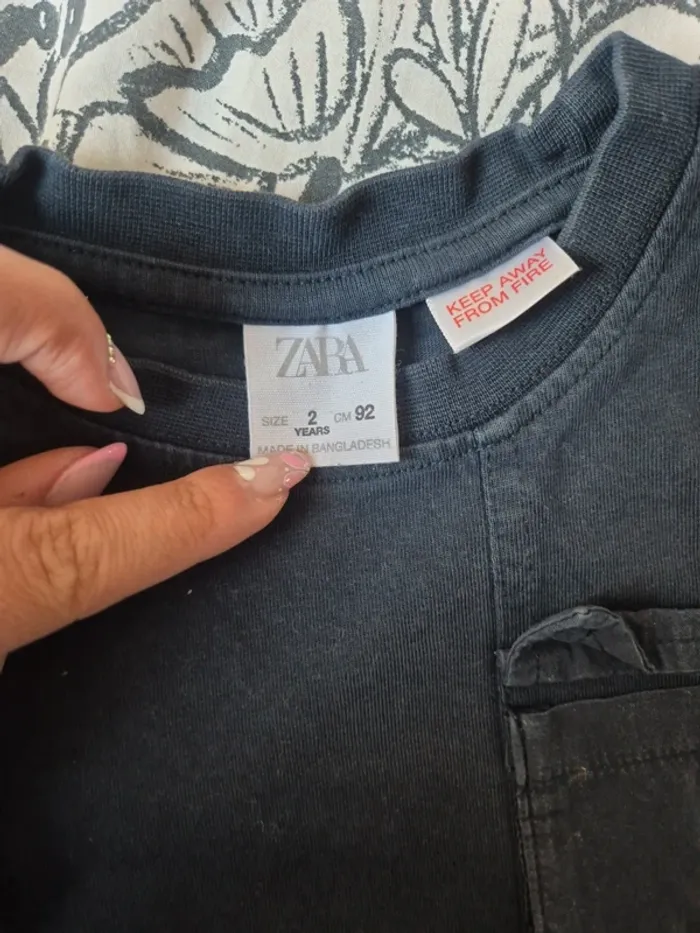 ZARA
SIZE 2 YEARS CM 92
MADE IN BANGLADESH
KEEP AWAY
FROM FIRE